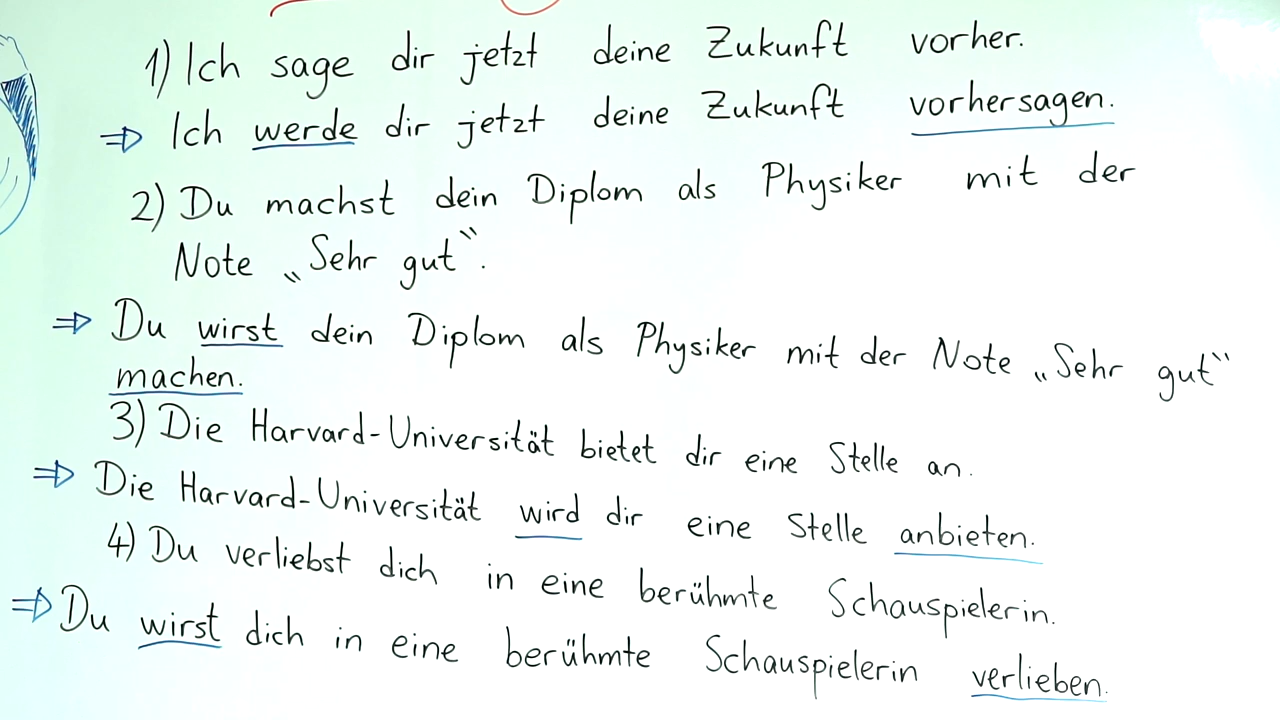 1) Ich sage dir jetzt deine Zukunft vorher.
⇒ Ich werde dir jetzt deine Zukunft vorhersagen.
2) Du machst dein Diplom als Physiker mit der
Note „Sehr gut“.
⇒ Du wirst dein Diplom als Physiker mit der Note „Sehr gut“
machen.
3) Die Harvard-Universität bietet dir eine Stelle an.
⇒ Die Harvard-Universität wird dir eine Stelle anbieten.
4) Du verliebst dich in eine berühmte Schauspielerin.
⇒ Du wirst dich in eine berühmte Schauspielerin verlieben.